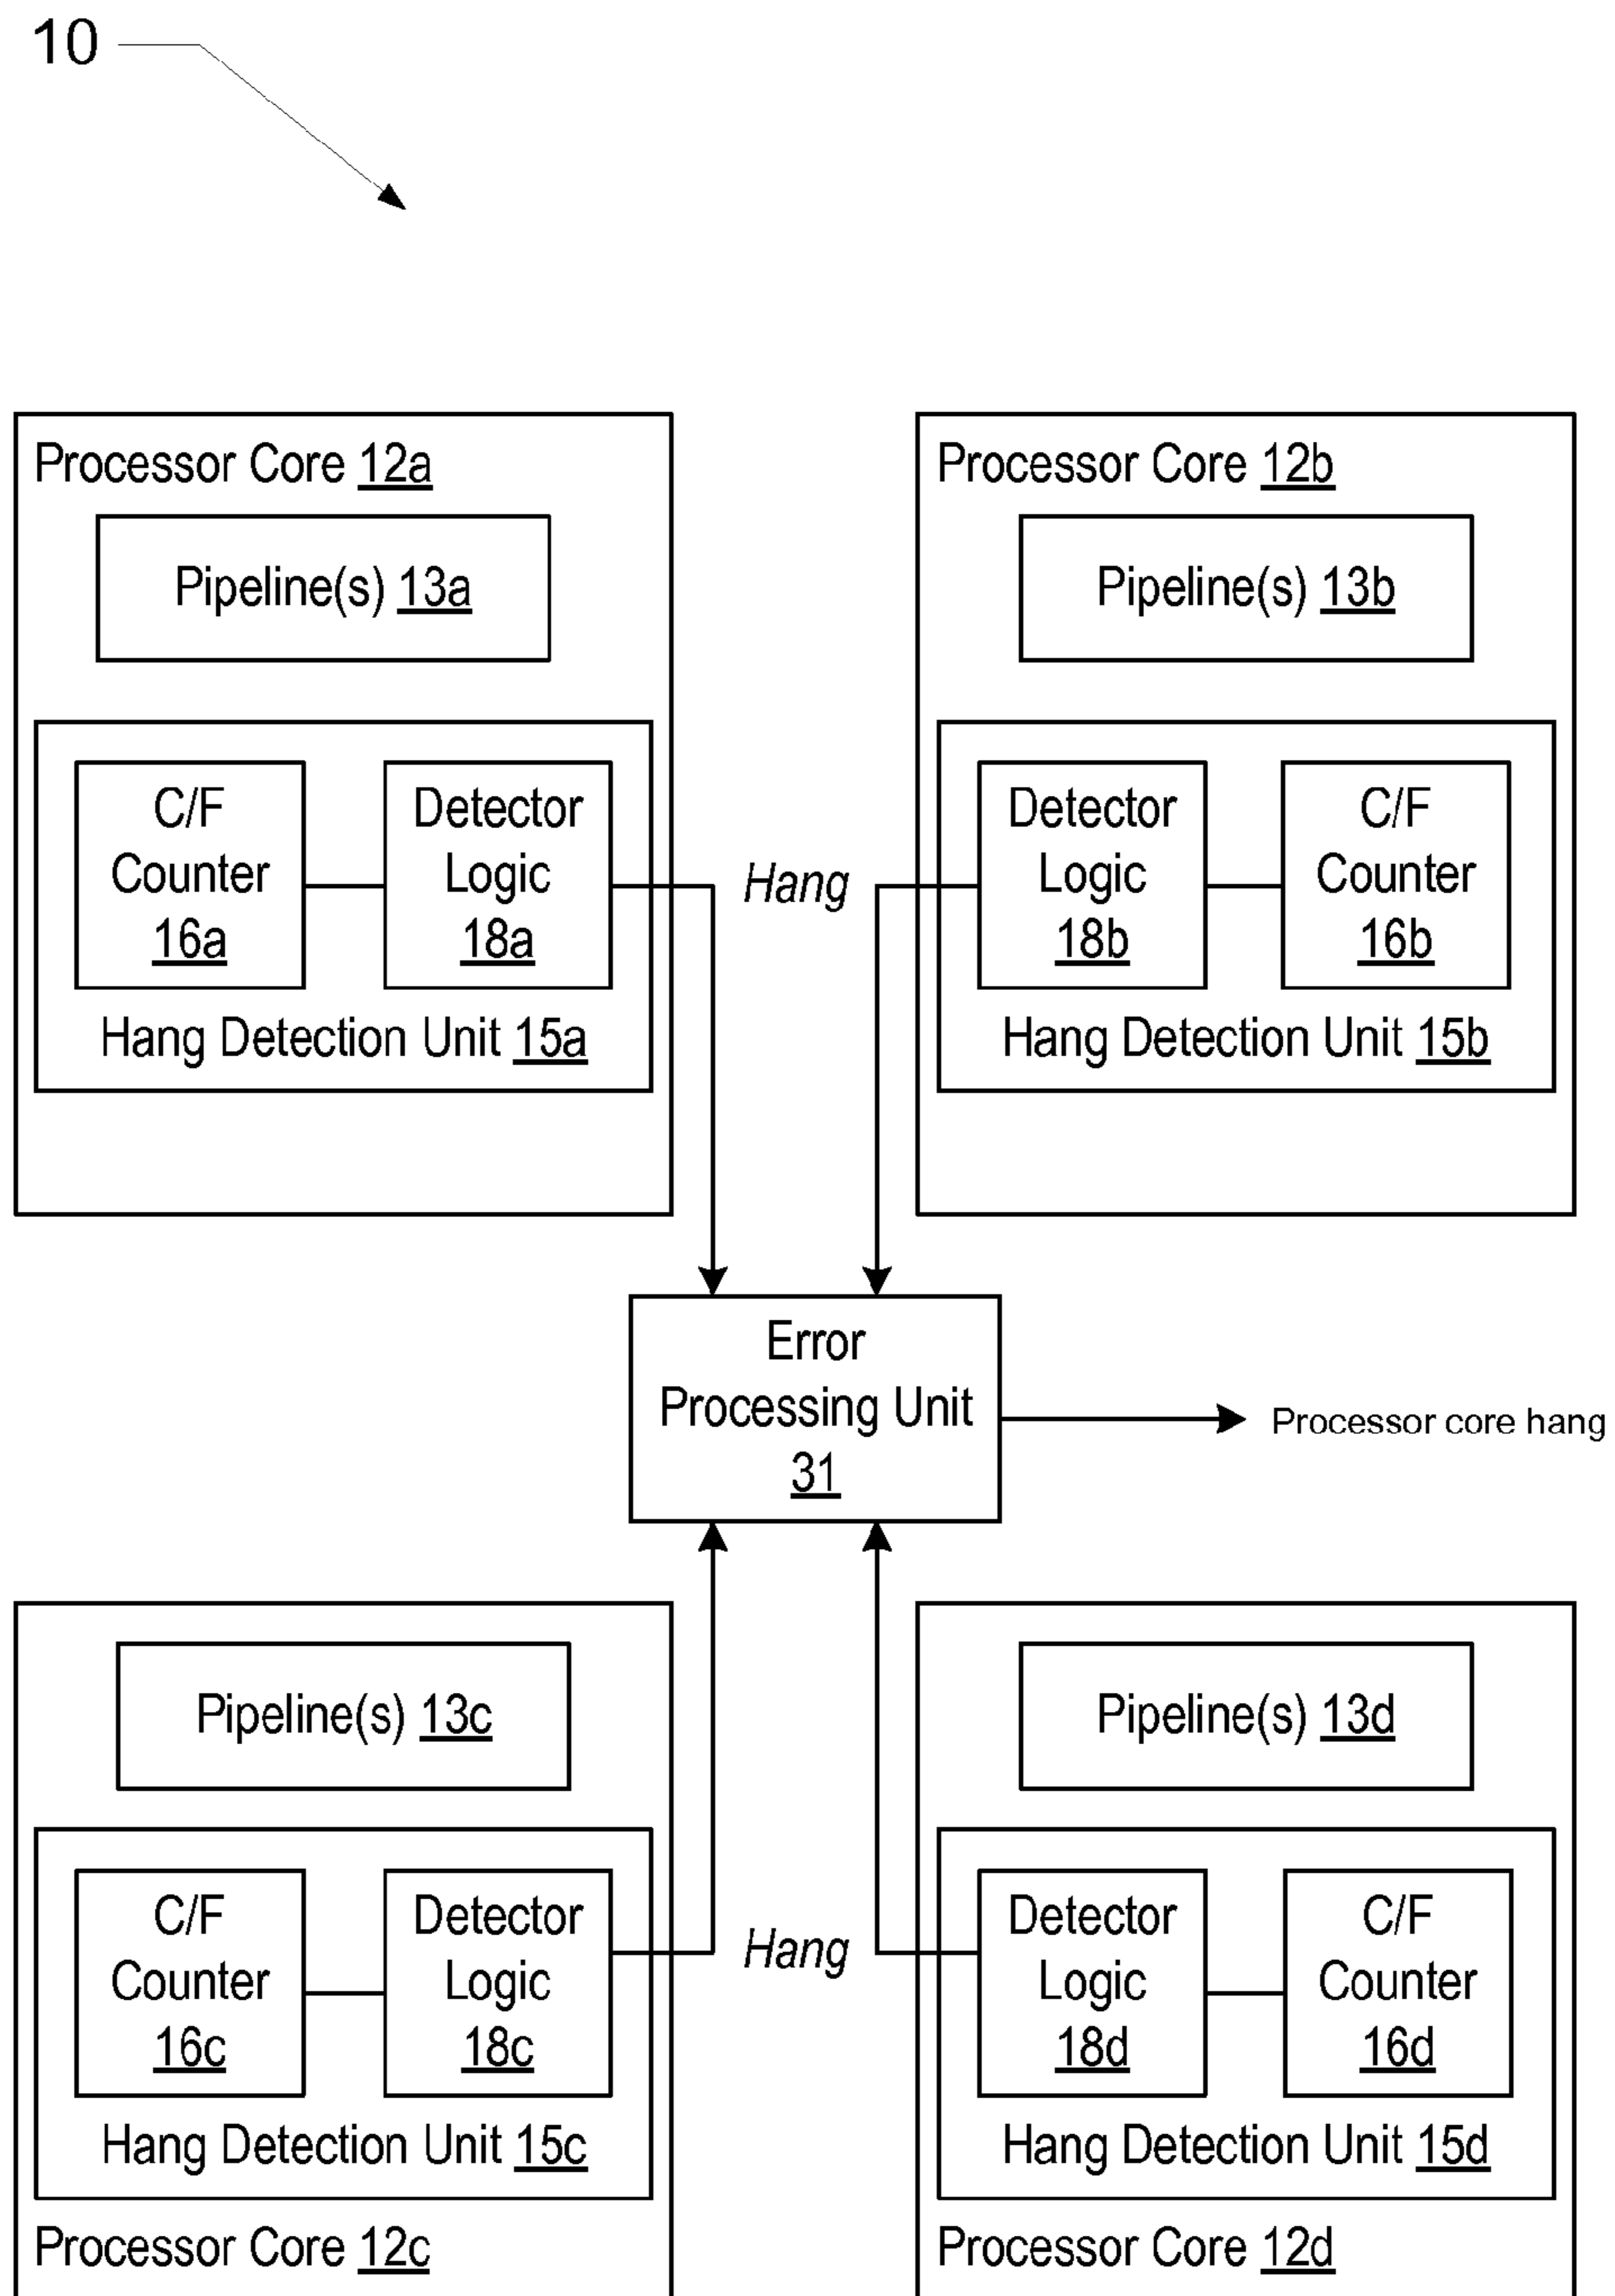 10
Processor Core 12a
Pipeline(s) 13a
C/F
Counter
16a
Detector
Logic
18a
Hang Detection Unit 15a
Hang
Processor Core 12b
Pipeline(s) 13b
Detector
Logic
18b
C/F
Counter
16b
Hang Detection Unit 15b
Error
Processing Unit
31
Processor core hang
Pipeline(s) 13c
C/F
Counter
16c
Detector
Logic
18c
Hang Detection Unit 15c
Processor Core 12c
Hang
Pipeline(s) 13d
Detector
Logic
18d
C/F
Counter
16d
Hang Detection Unit 15d
Processor Core 12d